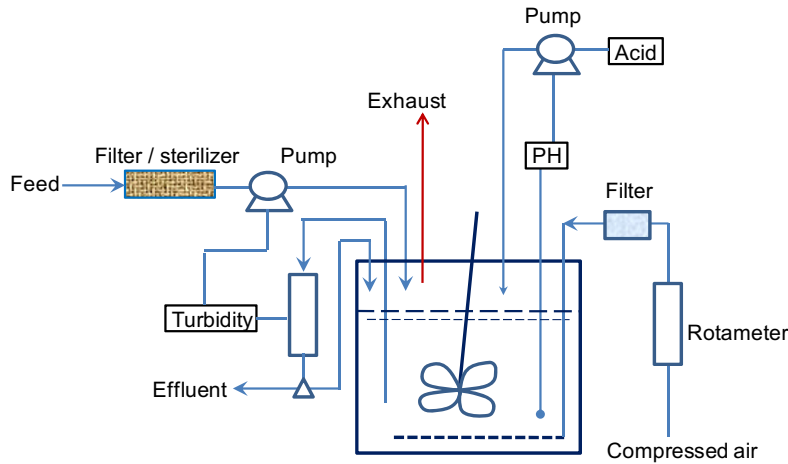 Pump
Acid
Exhaust
Filter / sterilizer
Pump
PH
Feed
Filter
Turbidity
Rotameter
Effluent
Compressed air